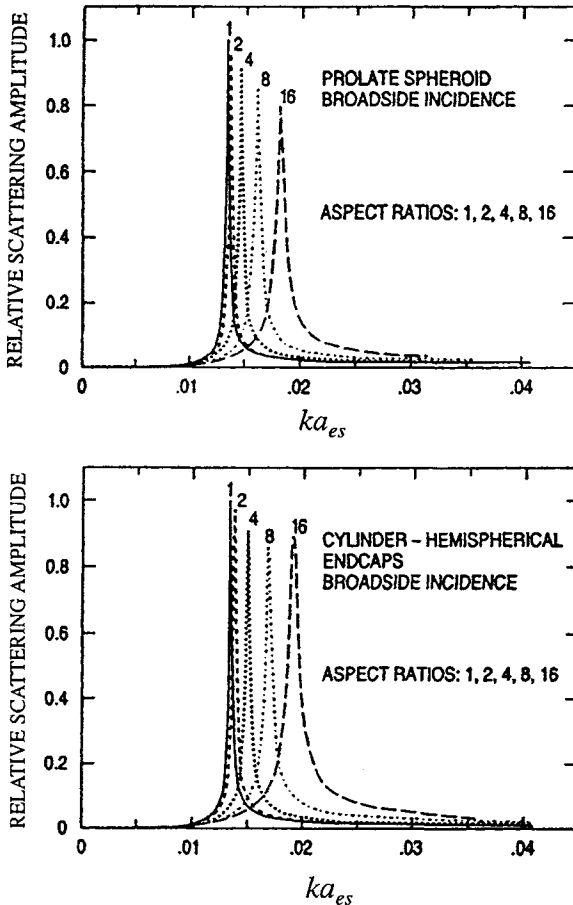 RELATIVE SCATTERING AMPLITUDE
1.0
0.8
0.6
0.4
0.2
0
1
2
4
8
16
PROLATE SPHEROID
BROADSIDE INCIDENCE
ASPECT RATIOS: 1, 2, 4, 8, 16
0 .01 .02 .03 .04
ka_es
RELATIVE SCATTERING AMPLITUDE
1.0
0.8
0.6
0.4
0.2
0
1
2
4
8
16
CYLINDER – HEMISPHERICAL
ENDCAPS
BROADSIDE INCIDENCE
ASPECT RATIOS: 1, 2, 4, 8, 16
0 .01 .02 .03 .04
ka_es